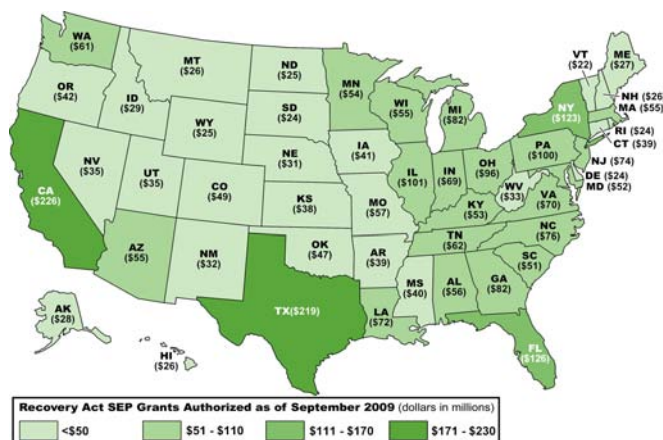 WA
($61)
OR
($42)
CA
($226)
NV
($35)
ID
($29)
MT
($26)
WY
($25)
UT
($35)
AZ
($55)
CO
($49)
NM
($32)
ND
($25)
SD
($24)
NE
($31)
KS
($38)
OK
($47)
TX($219)
MN
($54)
IA
($41)
MO
($57)
AR
($39)
LA
($72)
WI
($55)
IL
($101)
MI
($82)
IN
($69)
OH
($96)
KY
($53)
TN
($62)
MS
($40)
AL
($56)
GA
($82)
FL
($126)
SC
($51)
NC
($76)
VA
($70)
WV
($33)
PA
($100)
NY
($123)
VT
($22)
ME
($27)
NH ($26
MA ($55)
RI ($24)
CT ($39)
NJ ($74)
DE ($24)
MD ($52)
AK
($28)
HI
($26)
Recovery Act SEP Grants Authorized as of September 2009 (dollars in millions)
<$50
$51 - $110
$111 - $170
$171 - $230